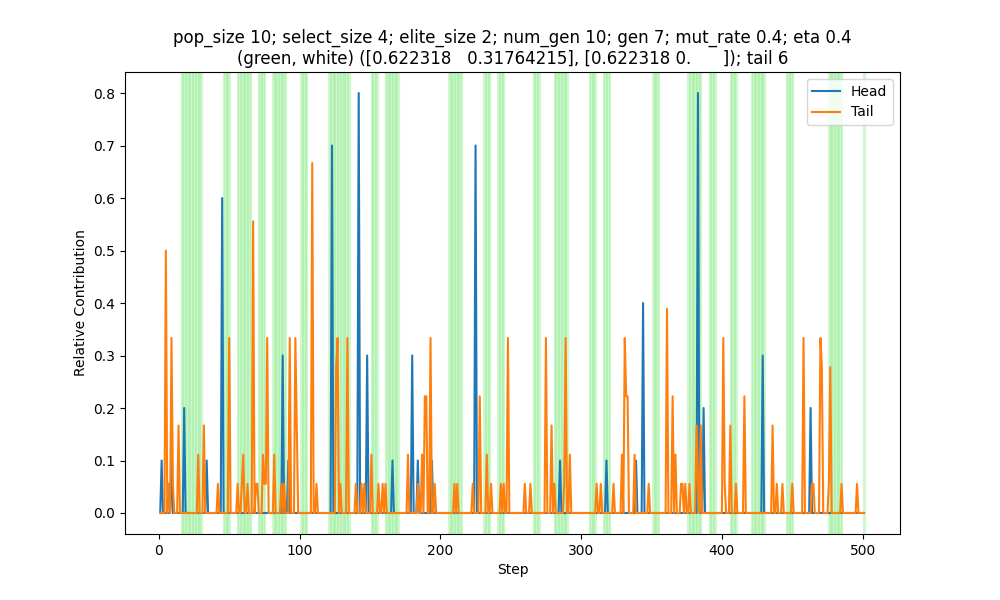 pop_size 10; select_size 4; elite_size 2; num_gen 10; gen 7; mut_rate 0.4; eta 0.4
(green, white) ([0.622318   0.31764215], [0.622318 0.      ]); tail 6
Head
Tail
Relative Contribution
0.8
0.7
0.6
0.5
0.4
0.3
0.2
0.1
0.0
0
100
200
300
400
500
Step